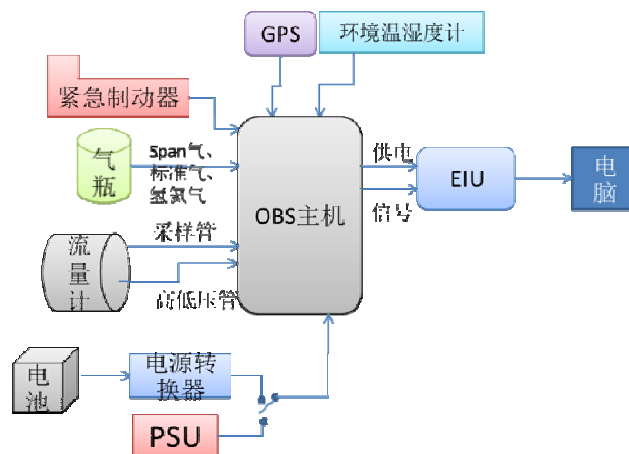 GPS
环境温湿度计
紧急制动器
气
瓶
Span气、
标准气、
氢氦气
OBS主机
供电
信号
EIU
电
脑
流
量
计
采样管
高低压管
电
池
电源转
换器
PSU